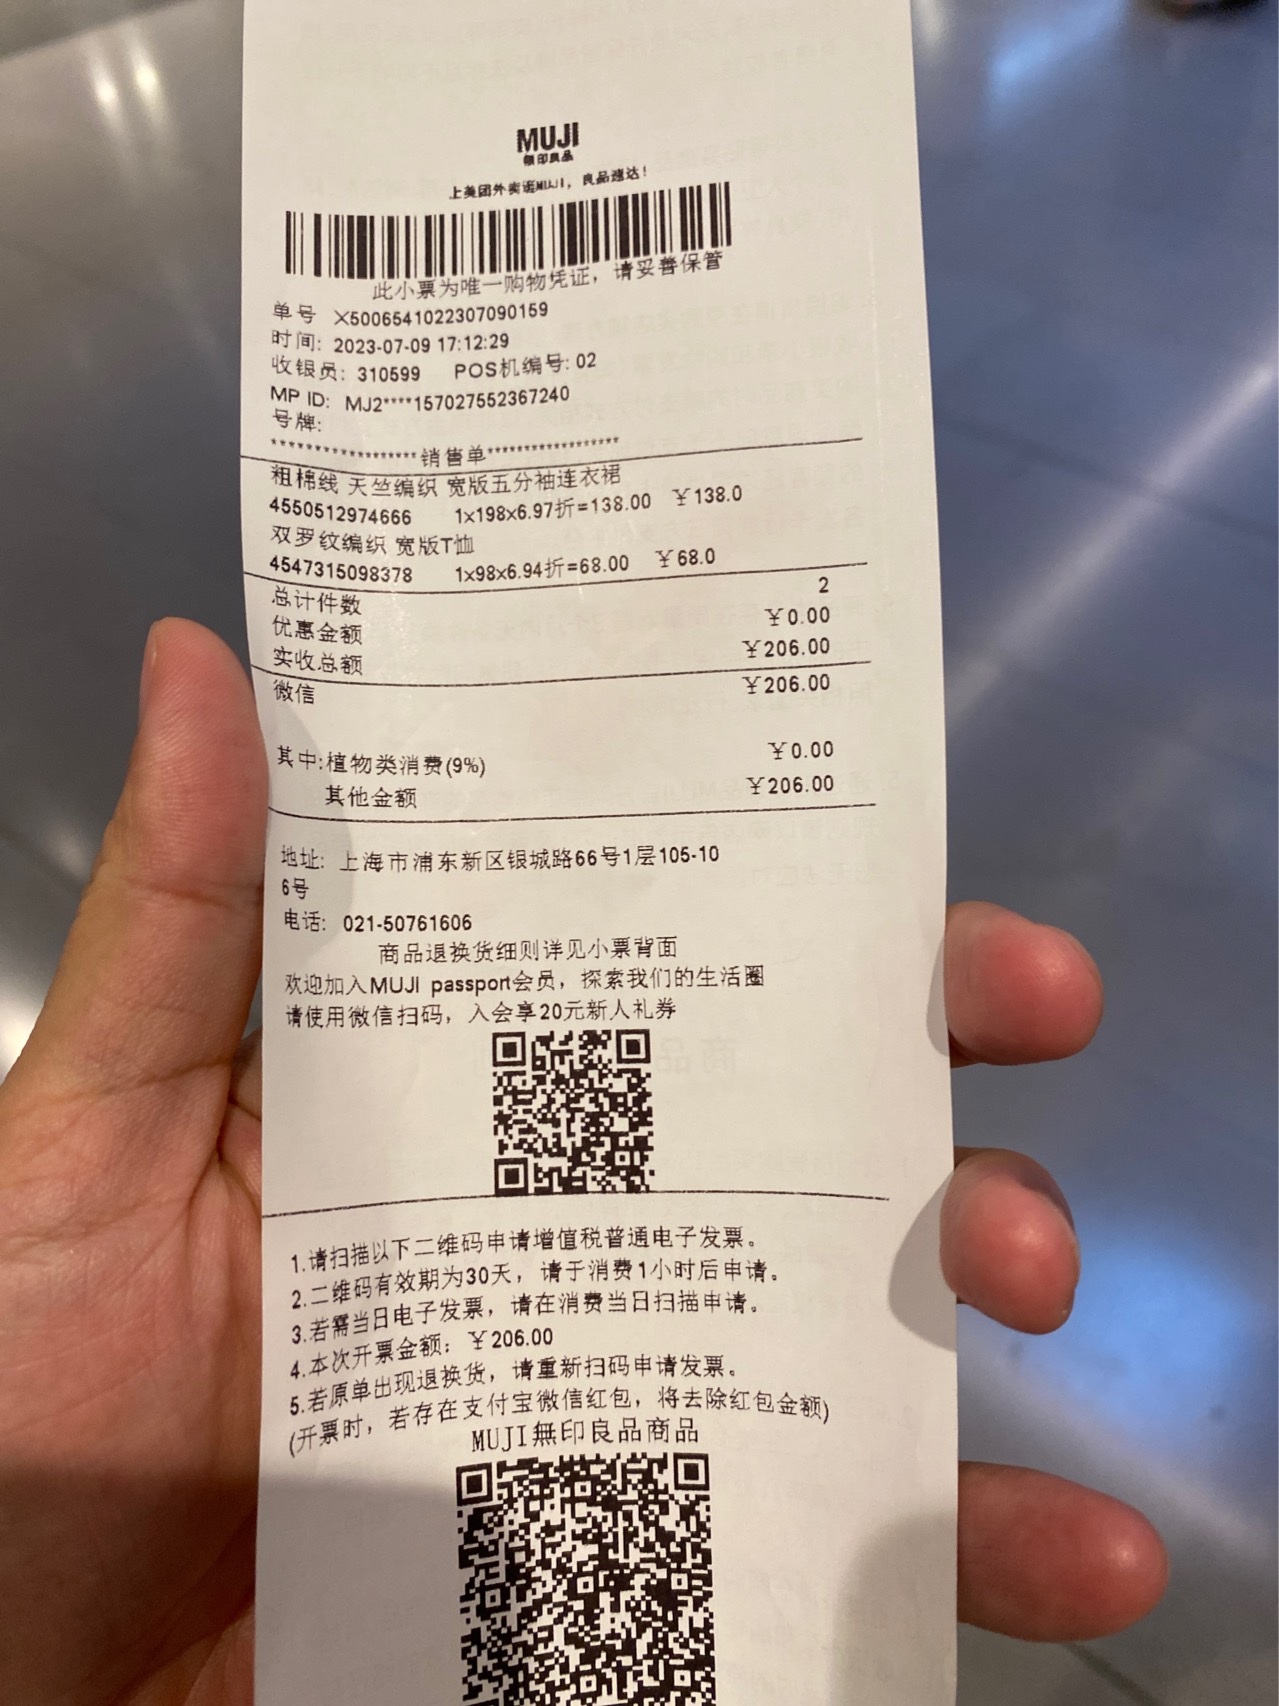 MUJI
無印良品
上美团外卖逛MUJI，良品速达！
此小票为唯一购物凭证，请妥善保管
单号 X5006541022307090159
时间: 2023-07-09 17:12:29
收银员: 310599 POS机编号: 02
MP ID: MJ2****157027552367240
号牌:
******************销售单******************
粗棉线 天竺编织 宽版五分袖连衣裙
4550512974666 1x198x6.97折=138.00 ￥138.0
双罗纹编织 宽版T恤
4547315098378 1x98x6.94折=68.00 ￥68.0
总计件数 2
优惠金额 ￥0.00
实收总额 ￥206.00
微信 ￥206.00
其中:植物类消费(9%) ￥0.00
其他金额 ￥206.00
地址: 上海市浦东新区银城路66号1层105-10
6号
电话: 021-50761606
商品退换货细则详见小票背面
欢迎加入MUJI passport会员，探索我们的生活圈
请使用微信扫码，入会享20元新人礼券
1.请扫描以下二维码申请增值税普通电子发票。
2.二维码有效期为30天，请于消费1小时后申请。
3.若需当日电子发票，请在消费当日扫描申请。
4.本次开票金额: ￥206.00
5.若原单出现退换货，请重新扫码申请发票。
(开票时，若存在支付宝微信红包，将去除红包金额)
MUJI無印良品商品